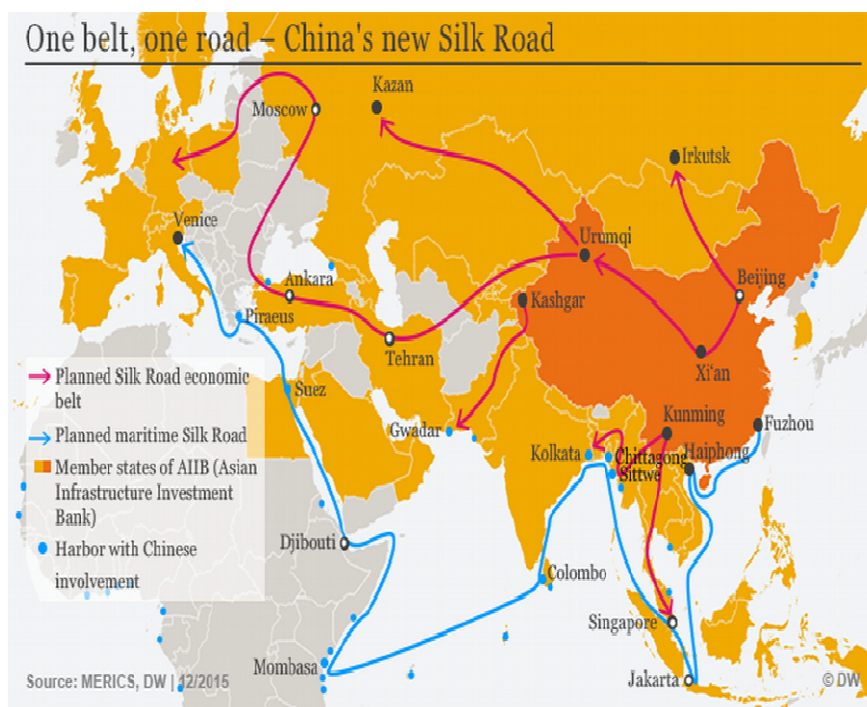 One belt, one road – China's new Silk Road
Kazan
Moscow
Irkutsk
Venice
Urumqi
Ankara
Beijing
Kashgar
Piraeus
Tehran
Xi'an
Planned Silk Road economic
belt
Suez
Kunming
Fuzhou
Gwadar
Planned maritime Silk Road
Kolkata
Chittagong
Haiphong
Sittwe
Member states of AIIB (Asian
Infrastructure Investment
Bank)
Djibouti
Harbor with Chinese
involvement
Colombo
Singapore
Mombasa
Jakarta
Source: MERICS, DW | 12/2015
© DW